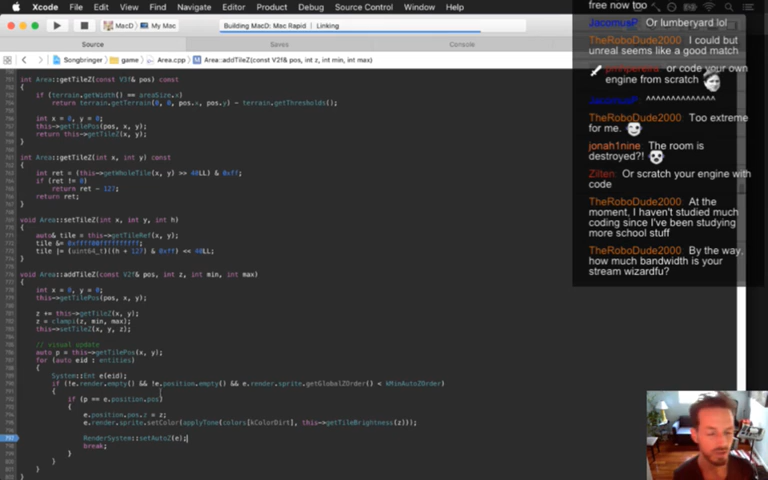 Xcode File Edit View Find Navigate Editor Product Debug Source Control Window Help
MacD My Mac
Building MacD: Mac Rapid | Linking
Source
Saves
Console
Songbringer game Area.cpp Area::addTileZ(const V2f& pos, int z, int min, int max)
int Area::getTileZ(const V3f& pos) const
{
if (terrain.getWidth() == areaSize.x)
return terrain.getTerrain(0, 0, pos.x, pos.y) - terrain.getThresholds();
int x = 0, y = 0;
this->getTilePos(pos, x, y);
return this->getTileZ(x, y);
}
int Area::getTileZ(int x, int y) const
{
int ret = (this->getWholeTile(x, y) >> 40LL) & 0xff;
if (ret != 0)
return ret - 127;
return ret;
}
void Area::setTileZ(int x, int y, int h)
{
auto& tile = this->getTileRef(x, y);
tile |= (uint64_t)((h + 127) & 0xff) << 40LL;
}
void Area::addTileZ(const V2f& pos, int z, int min, int max)
{
int x = 0, y = 0;
this->getTilePos(pos, x, y);
z += this->getTileZ(x, y);
z = clampi(z, min, max);
this->setTileZ(x, y, z);
// visual update
auto p = this->getTilePos(x, y);
for (auto eid : entities)
{
System::Int e(eid);
if (!e.render.empty() && !e.position.empty() && e.render.sprite.getGlobalZOrder() < kMinAutoZOrder)
{
if (p == e.position.pos)
{
e.position.pos.z = z;
e.render.sprite.setColor(applyTone(colors[kColorDirt], this->getTileBrightness(z)));
RenderSystem::setAutoZ(e);
break;
}
}
}
}
free now too
JacomusP: Or lumberyard lol
TheRoboDude2000: I could but
unreal seems like a good match
or code your own
engine from scratch
JacomusP: ^^^^^^^^^^^^^^
TheRoboDude2000: Too extreme
for me.
jonah1nine: The room is
destroyed?!
Zilten: Or scratch your engine with
code
TheRoboDude2000: At the
moment, I haven't studied much
coding since I've been studying
more school stuff
TheRoboDude2000: By the way,
how much bandwidth is your
stream wizardfu?